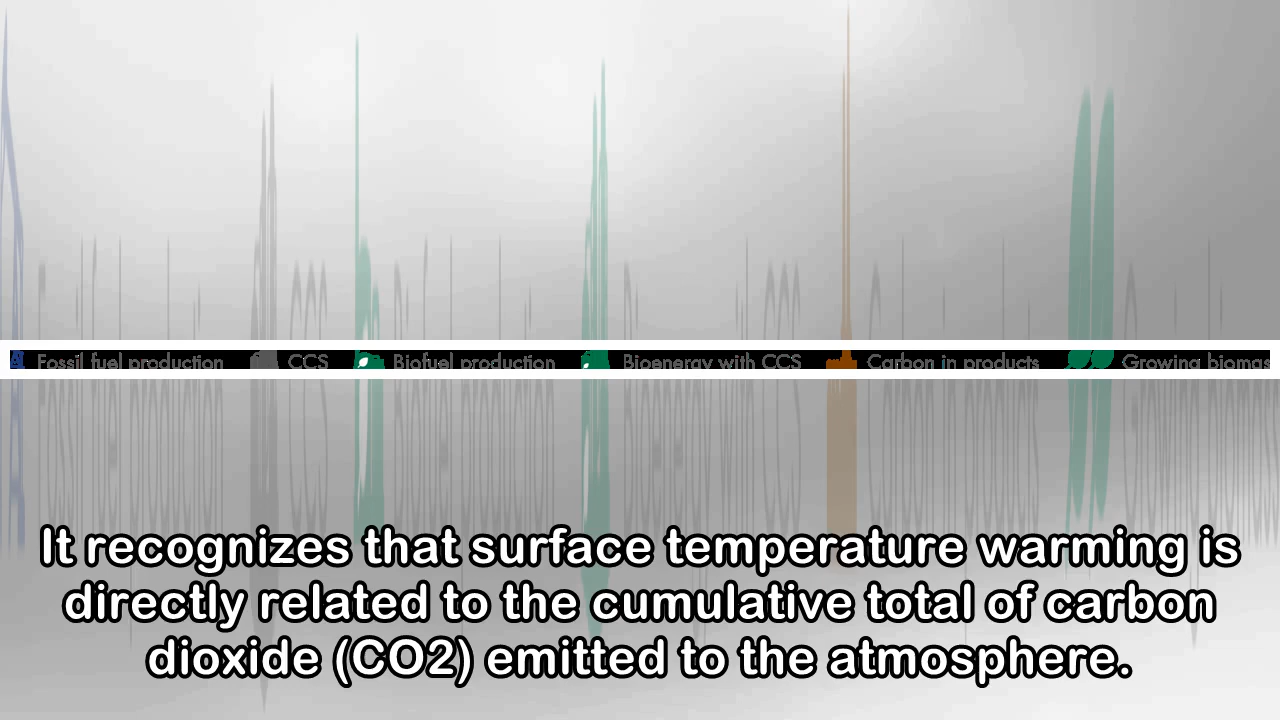 Fossil fuel production CCS Biofuel production Bioenergy with CCS Carbon in products Growing biomas
It recognizes that surface temperature warming is
directly related to the cumulative total of carbon
dioxide (CO2) emitted to the atmosphere.